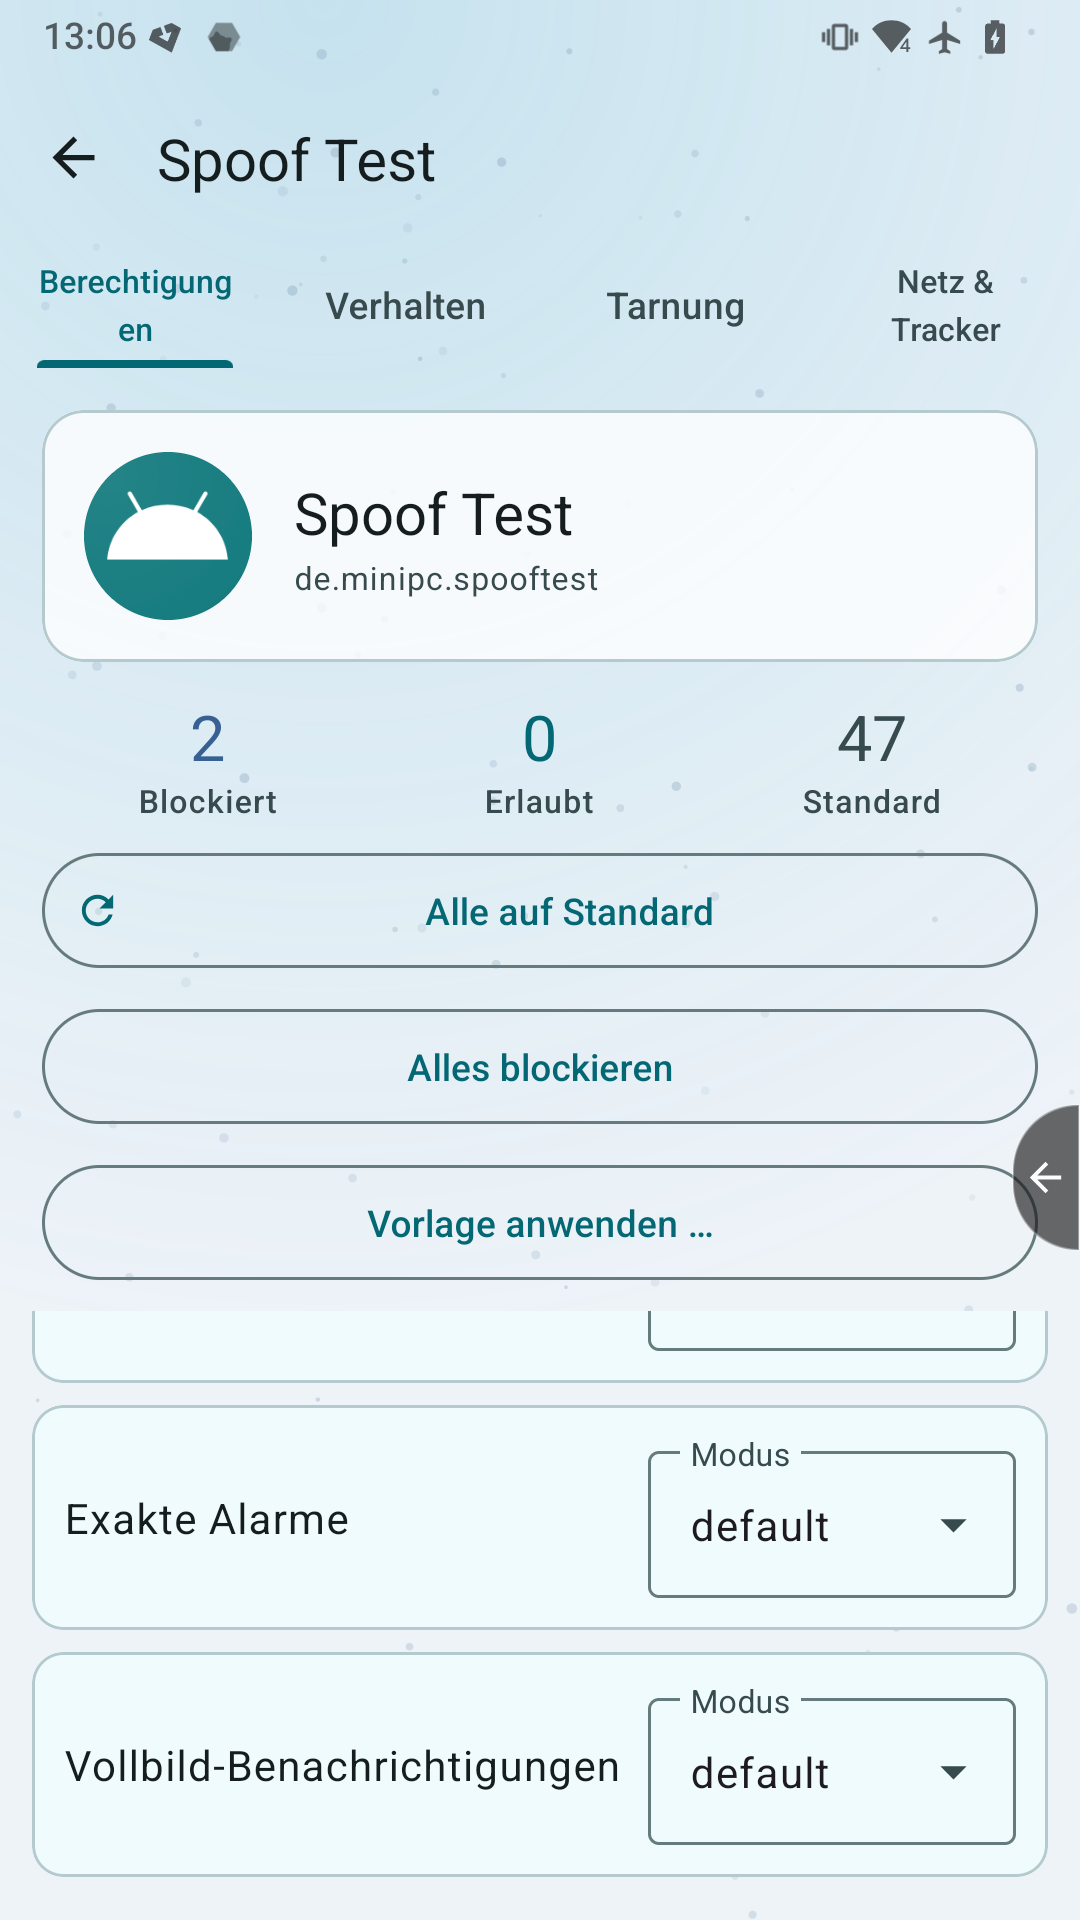 13:06
4
Spoof Test
Berechtigung
en
Verhalten
Tarnung
Netz &
Tracker
Spoof Test
de.minipc.spooftest
2
Blockiert
0
Erlaubt
47
Standard
Alle auf Standard
Alles blockieren
Vorlage anwenden ...
Exakte Alarme
Modus
default
Vollbild-Benachrichtigungen
Modus
default